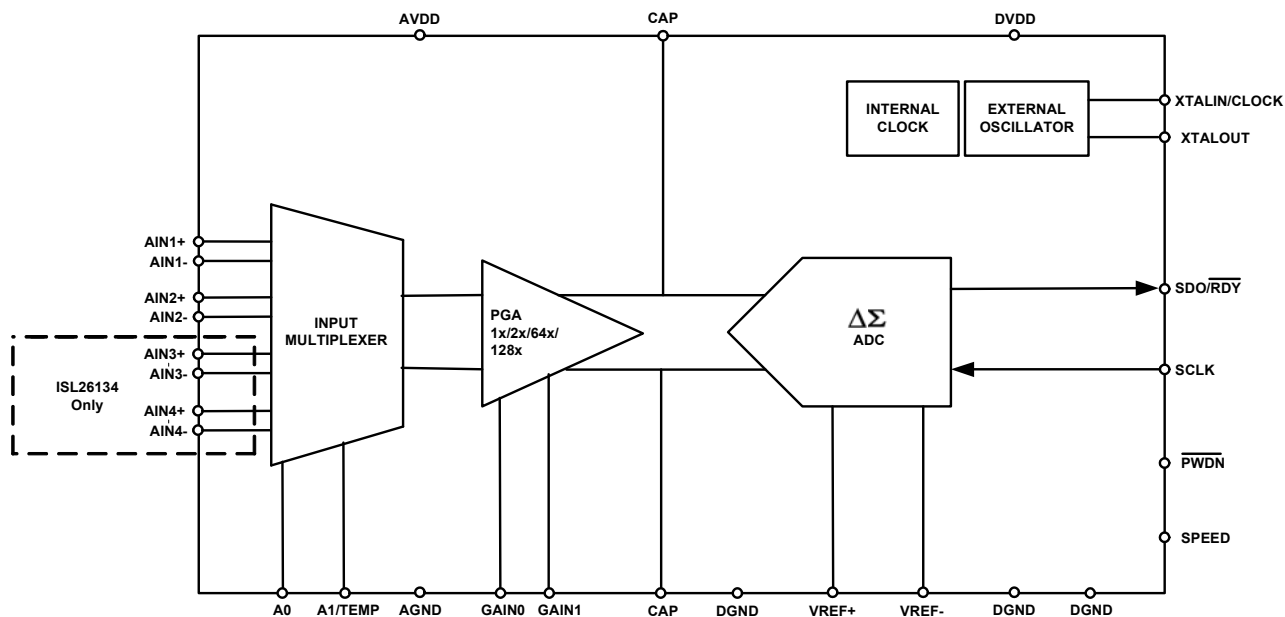 AVDD
CAP
DVDD
INTERNAL
CLOCK
EXTERNAL
OSCILLATOR
XTALIN/CLOCK
XTALOUT
AIN1+
AIN1-
AIN2+
AIN2-
AIN3+
AIN3-
AIN4+
AIN4-
ISL26134
Only
INPUT
MULTIPLEXER
PGA
1x/2x/64x/
128x
ΔΣ
ADC
SDO/R̅D̅Y̅
SCLK
P̅W̅D̅N̅
SPEED
A0
A1/TEMP
AGND
GAIN0
GAIN1
CAP
DGND
VREF+
VREF-
DGND
DGND